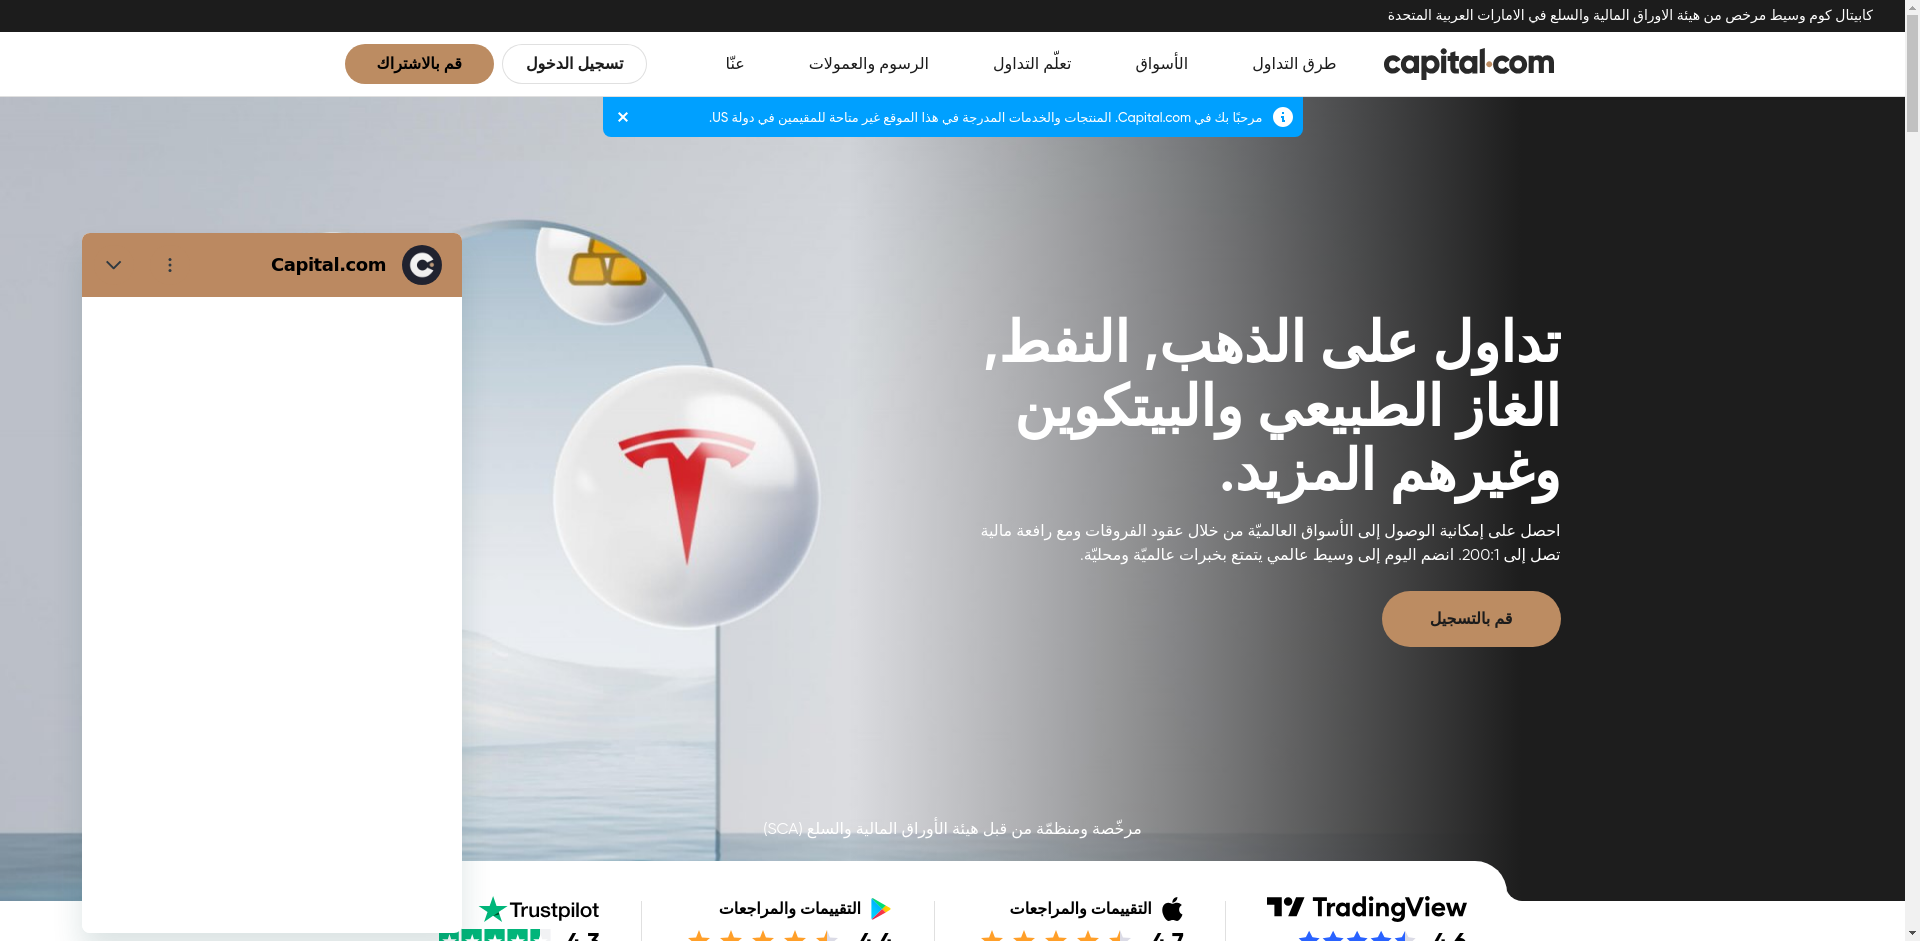 كابيتال كوم وسيط مرخص من هيئة الاوراق المالية والسلع في الامارات العربية المتحدة
capital.com
طرق التداول
الأسواق
تعلّم التداول
الرسوم والعمولات
عنّا
تسجيل الدخول
قم بالاشتراك
مرحبًا بك في Capital.com. المنتجات والخدمات المدرجة في هذا الموقع غير متاحة للمقيمين في دولة US.
Capital.com
تداول على الذهب, النفط,
الغاز الطبيعي والبيتكوين
وغيرهم المزيد.
احصل على إمكانية الوصول إلى الأسواق العالميّة من خلال عقود الفروقات ومع رافعة مالية
تصل إلى 200:1. انضم اليوم إلى وسيط عالمي يتمتع بخبرات عالميّة ومحليّة.
قم بالتسجيل
مرخّصة ومنظمّة من قبل هيئة الأوراق المالية والسلع (SCA)
TradingView
4.6
التقييمات والمراجعات
4.7
التقييمات والمراجعات
4.4
Trustpilot
4.3